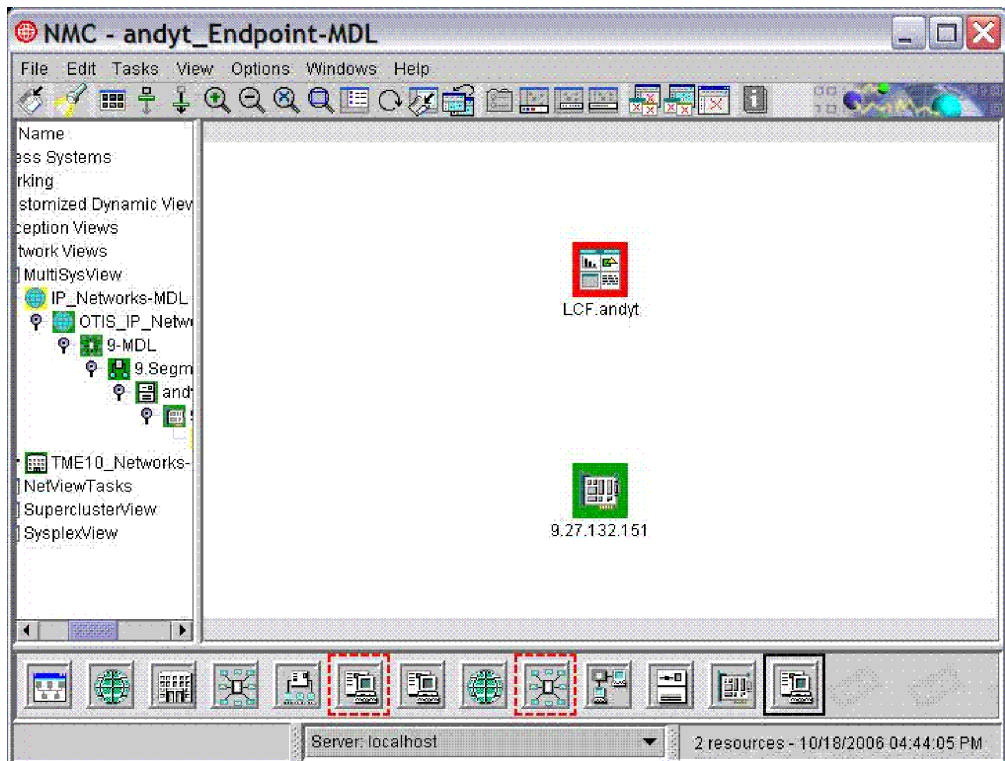 NMC - andyt_Endpoint-MDL
File Edit Tasks View Options Windows Help
Name
ess Systems
rking
stomized Dynamic View
ception Views
twork Views
MultiSysView
IP_Networks-MDL
OTIS_IP_Netw
9-MDL
9.Segm
and
TME10_Networks-
NetViewTasks
SuperclusterView
SysplexView
LCF.andyt
9.27.132.151
Server: localhost
2 resources - 10/18/2006 04:44:05 PM